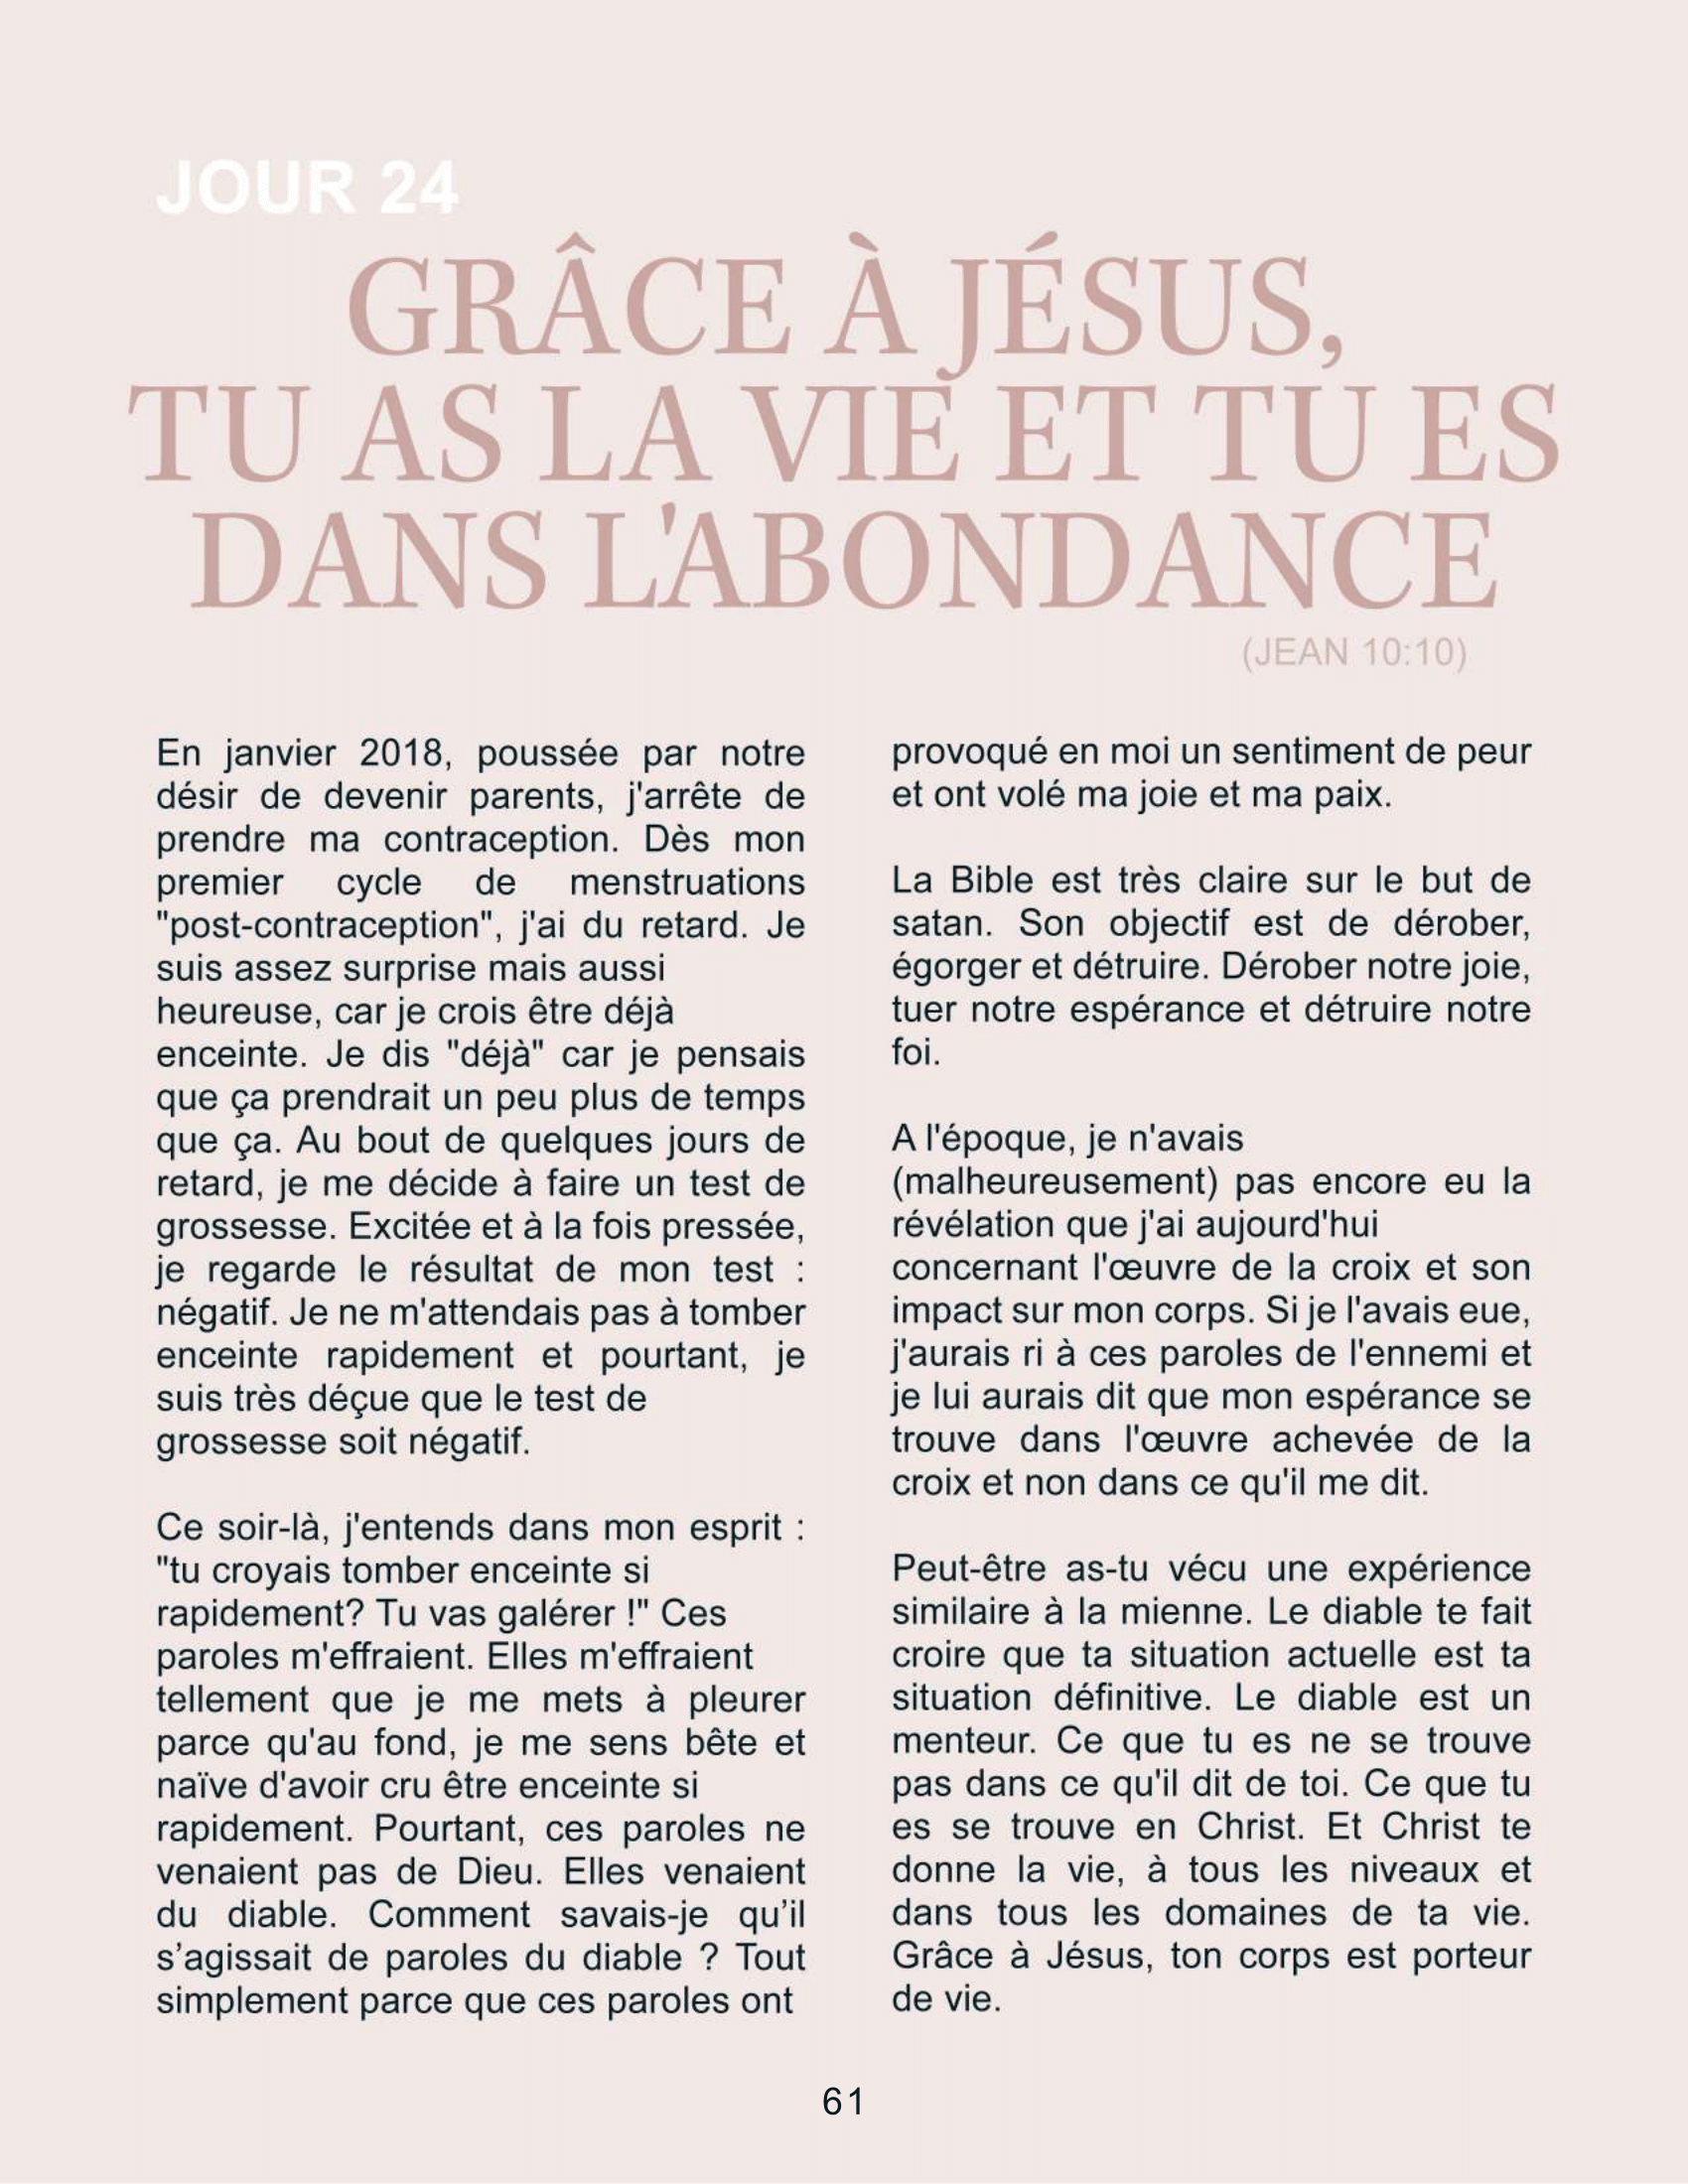 JOUR 24
GRÂCE À JÉSUS,
TU AS LA VIE ET TU ES
DANS L'ABONDANCE
(JEAN 10:10)
En janvier 2018, poussée par notre
désir de devenir parents, j'arrête de
prendre ma contraception. Dès mon
premier cycle de menstruations
"post-contraception", j'ai du retard. Je
suis assez surprise mais aussi
heureuse, car je crois être déjà
enceinte. Je dis "déjà" car je pensais
que ça prendrait un peu plus de temps
que ça. Au bout de quelques jours de
retard, je me décide à faire un test de
grossesse. Excitée et à la fois pressée,
je regarde le résultat de mon test :
négatif. Je ne m'attendais pas à tomber
enceinte rapidement et pourtant, je
suis très déçue que le test de
grossesse soit négatif.
Ce soir-là, j'entends dans mon esprit :
"tu croyais tomber enceinte si
rapidement? Tu vas galérer !" Ces
paroles m'effraient. Elles m'effraient
tellement que je me mets à pleurer
parce qu'au fond, je me sens bête et
naïve d'avoir cru être enceinte si
rapidement. Pourtant, ces paroles ne
venaient pas de Dieu. Elles venaient
du diable. Comment savais-je qu’il
s’agissait de paroles du diable ? Tout
simplement parce que ces paroles ont
provoqué en moi un sentiment de peur
et ont volé ma joie et ma paix.
La Bible est très claire sur le but de
satan. Son objectif est de dérober,
égorger et détruire. Dérober notre joie,
tuer notre espérance et détruire notre
foi.
A l'époque, je n'avais
(malheureusement) pas encore eu la
révélation que j'ai aujourd'hui
concernant l'œuvre de la croix et son
impact sur mon corps. Si je l'avais eue,
j'aurais ri à ces paroles de l'ennemi et
je lui aurais dit que mon espérance se
trouve dans l'œuvre achevée de la
croix et non dans ce qu'il me dit.
Peut-être as-tu vécu une expérience
similaire à la mienne. Le diable te fait
croire que ta situation actuelle est ta
situation définitive. Le diable est un
menteur. Ce que tu es ne se trouve
pas dans ce qu'il dit de toi. Ce que tu
es se trouve en Christ. Et Christ te
donne la vie, à tous les niveaux et
dans tous les domaines de ta vie.
Grâce à Jésus, ton corps est porteur
de vie.
61